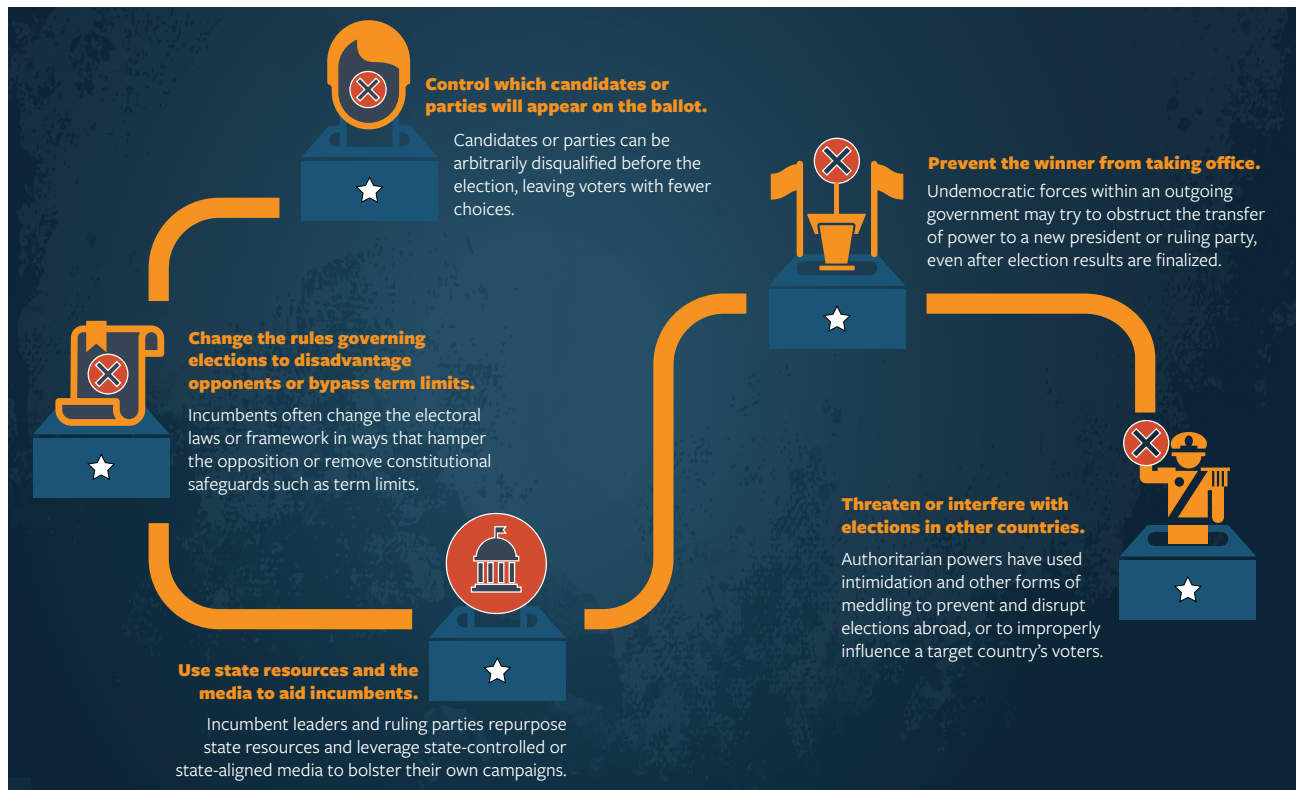 Control which candidates or
parties will appear on the ballot.
Candidates or parties can be
arbitrarily disqualified before the
election, leaving voters with fewer
choices.
Change the rules governing
elections to disadvantage
opponents or bypass term limits.
Incumbents often change the electoral
laws or framework in ways that hamper
the opposition or remove constitutional
safeguards such as term limits.
Use state resources and the
media to aid incumbents.
Incumbent leaders and ruling parties repurpose
state resources and leverage state-controlled or
state-aligned media to bolster their own campaigns.
Prevent the winner from taking office.
Undemocratic forces within an outgoing
government may try to obstruct the transfer
of power to a new president or ruling party,
even after election results are finalized.
Threaten or interfere with
elections in other countries.
Authoritarian powers have used
intimidation and other forms of
meddling to prevent and disrupt
elections abroad, or to improperly
influence a target country’s voters.